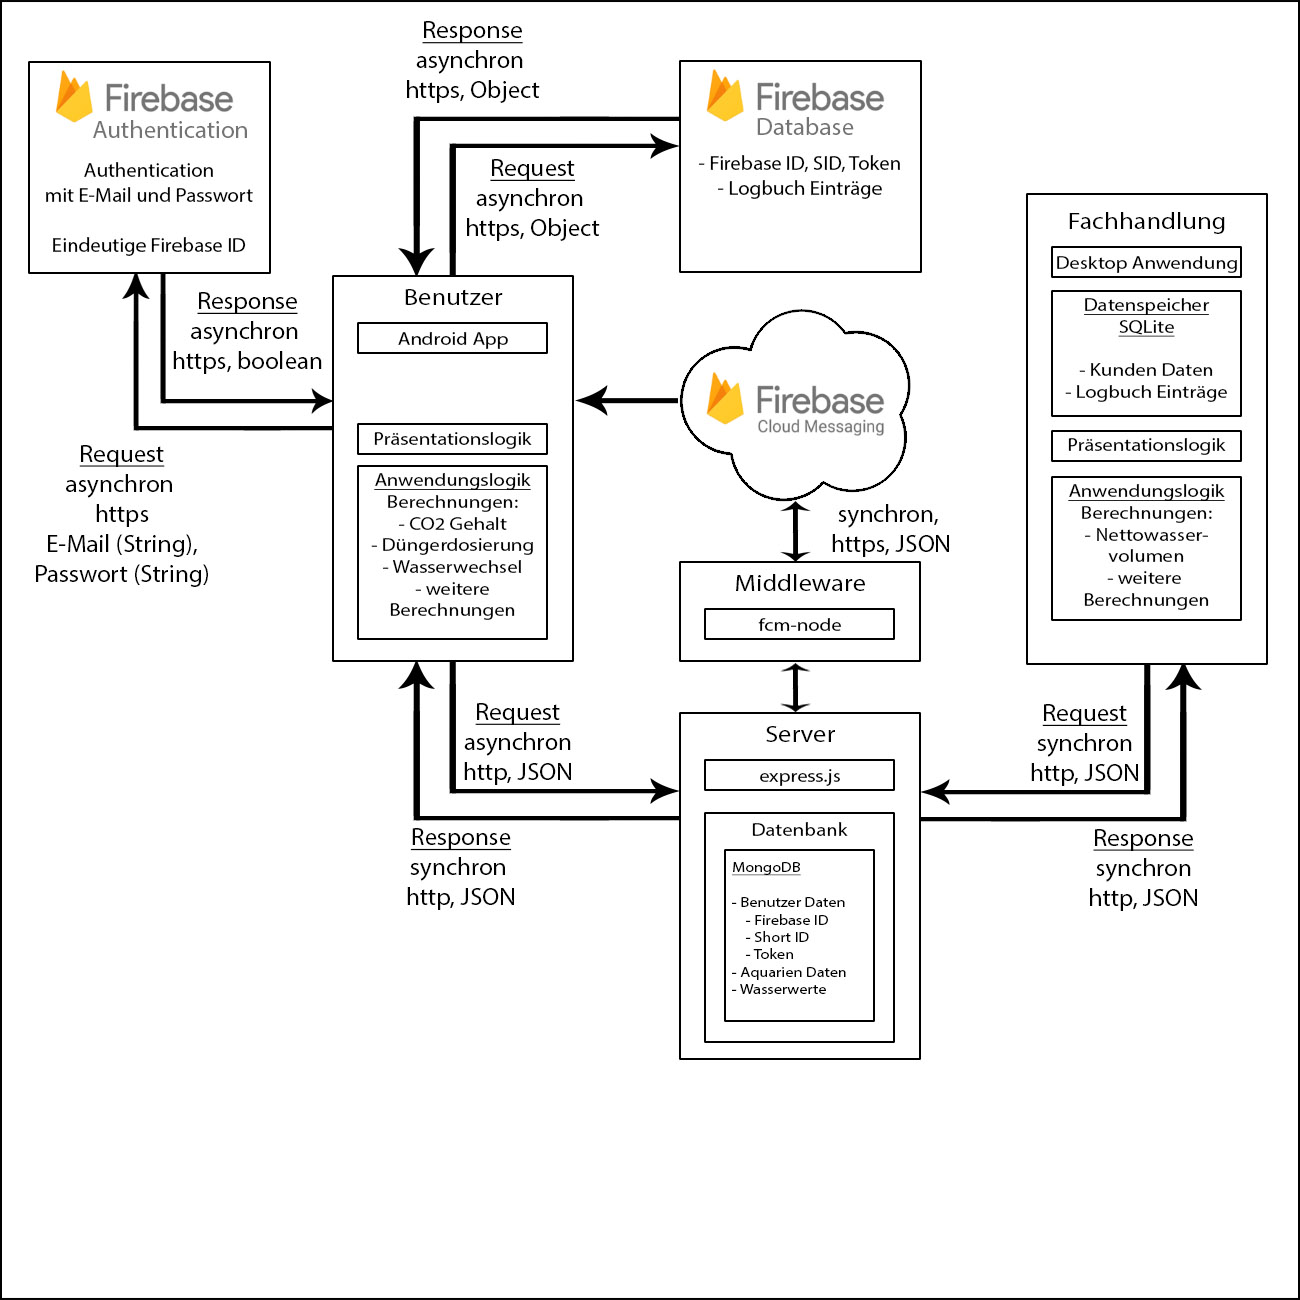 Response
asynchron
https, Object
Firebase
Authentication
Authentication
mit E-Mail und Passwort
Eindeutige Firebase ID
Firebase
Database
- Firebase ID, SID, Token
- Logbuch Einträge
Request
asynchron
https, Object
Response
asynchron
https, boolean
Request
asynchron
https
E-Mail (String),
Passwort (String)
Benutzer
Android App
Präsentationslogik
Anwendungslogik
Berechnungen:
- CO2 Gehalt
- Düngerdosierung
- Wasserwechsel
- weitere
Berechnungen
Firebase
Cloud Messaging
synchron,
https, JSON
Middleware
fcm-node
Fachhandlung
Desktop Anwendung
Datenspeicher
SQLite
- Kunden Daten
- Logbuch Einträge
Präsentationslogik
Anwendungslogik
Berechnungen:
- Nettowasser-
volumen
- weitere
Berechnungen
Request
asynchron
http, JSON
Response
synchron
http, JSON
Server
express.js
Datenbank
MongoDB
- Benutzer Daten
- Firebase ID
- Short ID
- Token
- Aquarien Daten
- Wasserwerte
Request
synchron
http, JSON
Response
synchron
http, JSON